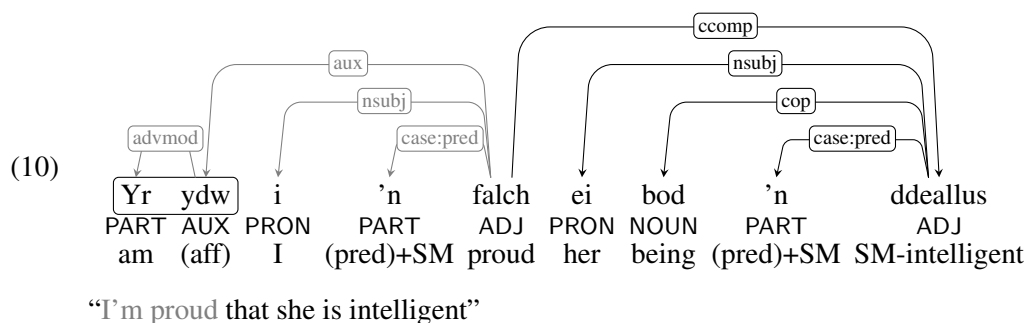 ccomp
aux nsubj
nsubj cop
advmod case:pred case:pred
(10)
Yr ydw i 'n falch ei bod 'n ddeallus
PART AUX PRON PART ADJ PRON NOUN PART ADJ
am (aff) I (pred)+SM proud her being (pred)+SM SM-intelligent
“I'm proud that she is intelligent”